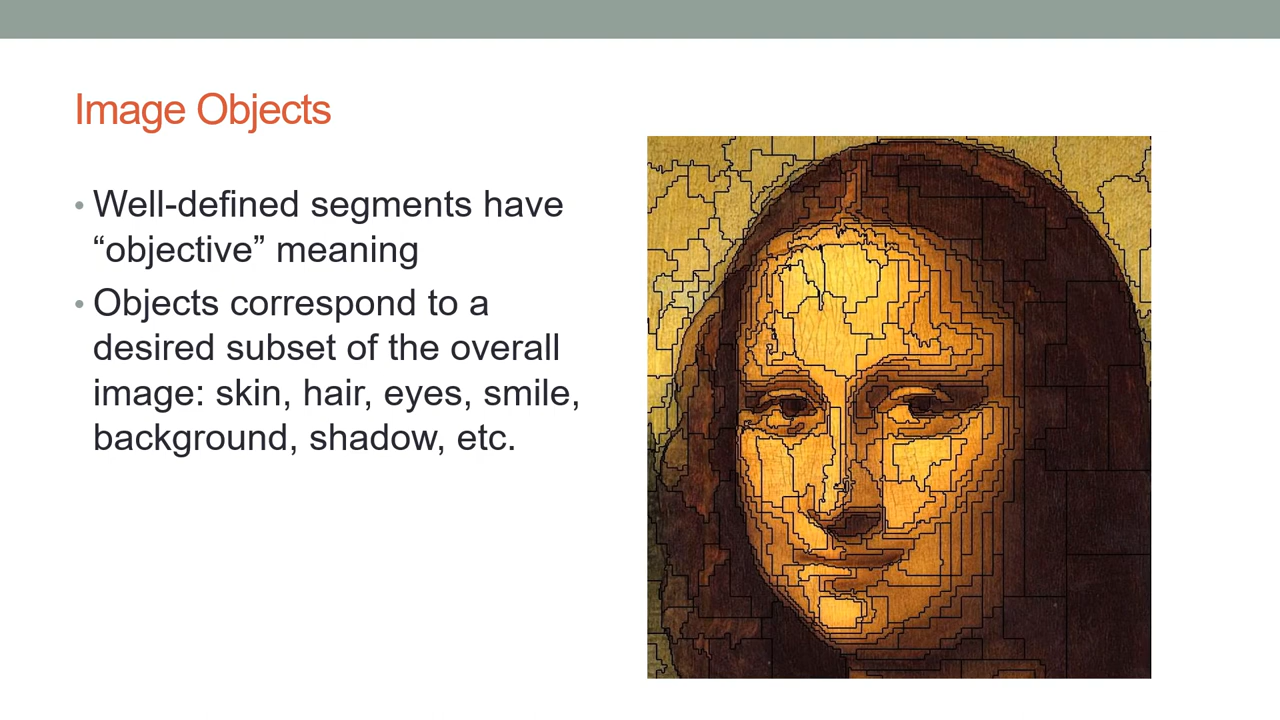 Image Objects
• Well-defined segments have
“objective” meaning
• Objects correspond to a
desired subset of the overall
image: skin, hair, eyes, smile,
background, shadow, etc.